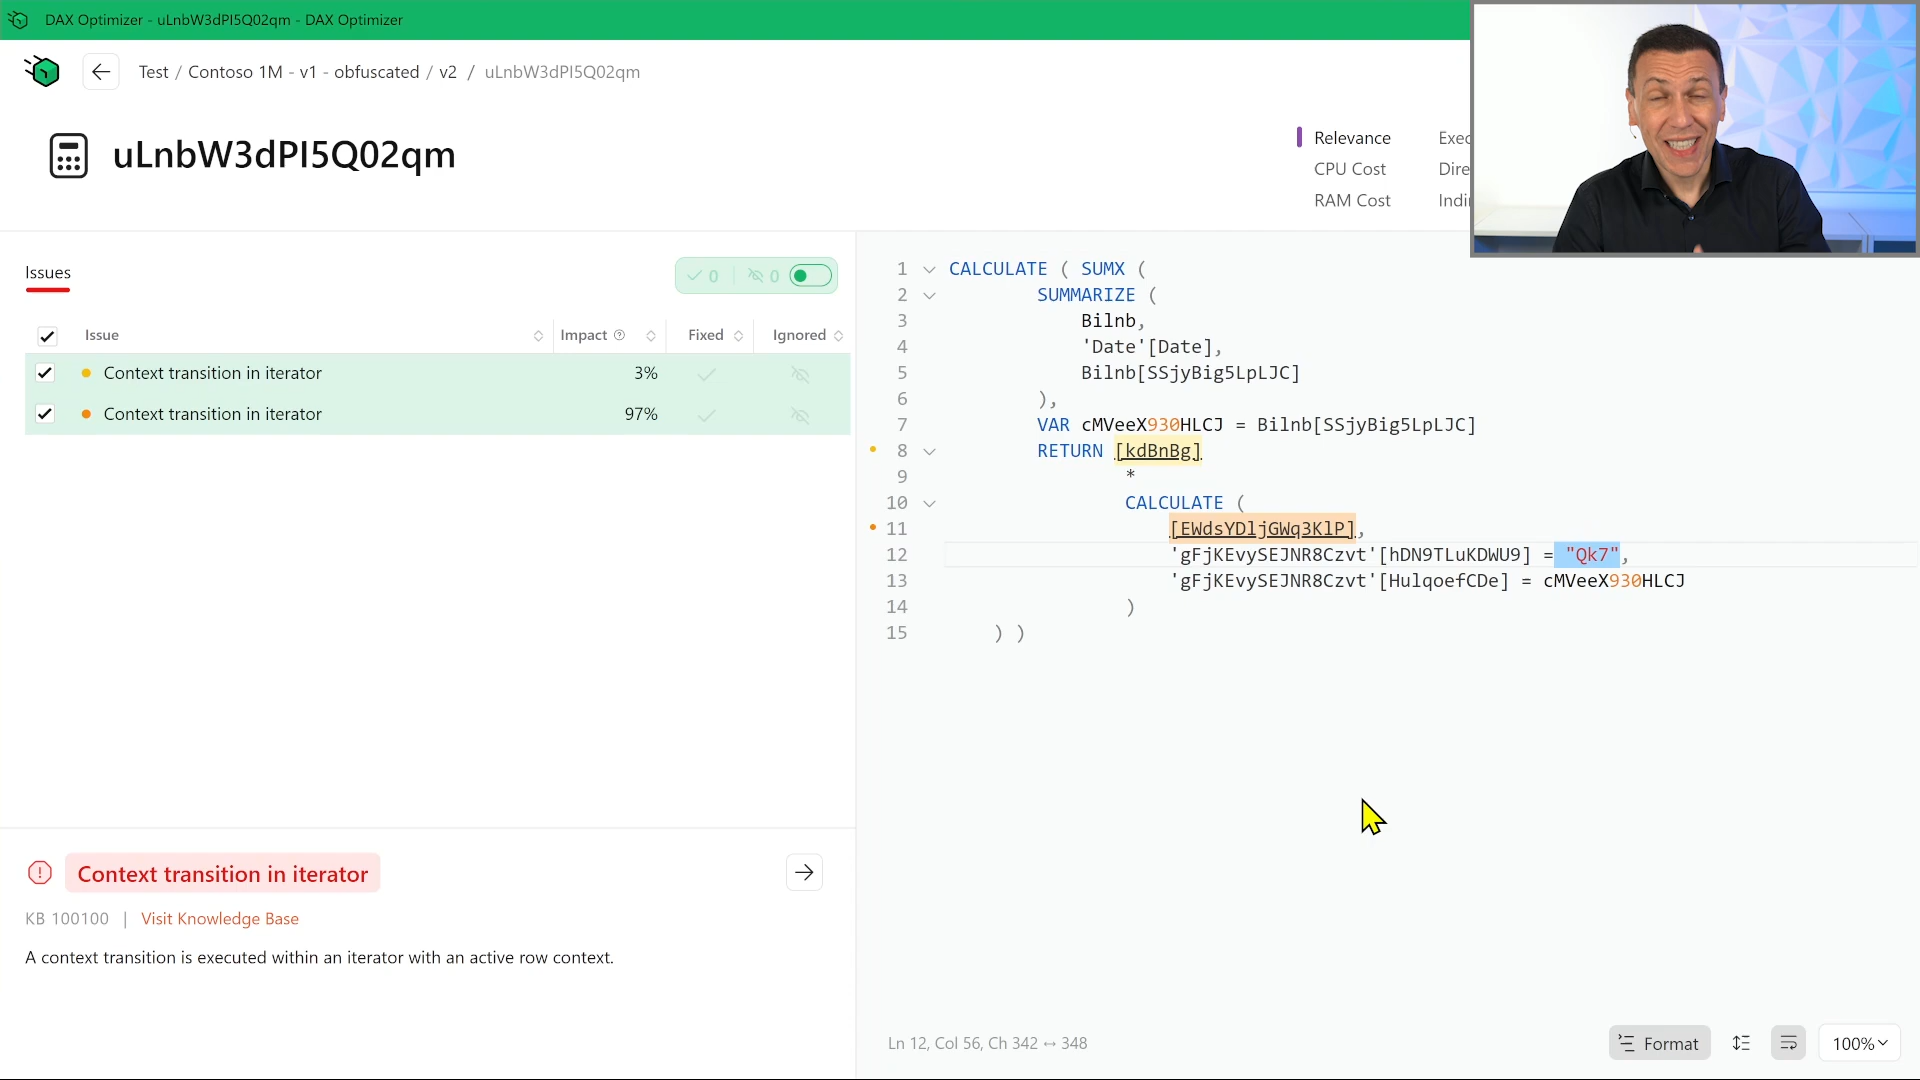 DAX Optimizer - uLnbW3dPI5Q02qm - DAX Optimizer
Test / Contoso 1M - v1 - obfuscated / v2 / uLnbW3dPI5Q02qm
uLnbW3dPI5Q02qm
Relevance
CPU Cost
RAM Cost
Exec
Dire
Indi
Issues
0 | 0
Issue Impact Fixed Ignored
Context transition in iterator 3%
Context transition in iterator 97%
1 CALCULATE ( SUMX (
2 SUMMARIZE (
3 Bilnb,
4 'Date'[Date],
5 Bilnb[SSjyBig5LpLJC]
6 ),
7 VAR cMVeeX930HLCJ = Bilnb[SSjyBig5LpLJC]
8 RETURN [kdBnBg]
9 *
10 CALCULATE (
11 [EWdsYDljGWq3KlP],
12 'gFjKEvySEJNR8Czvt'[hDN9TLuKDWU9] = "Qk7",
13 'gFjKEvySEJNR8Czvt'[HulqoefCDe] = cMVeeX930HLCJ
14 )
15 ) )
Context transition in iterator
KB 100100 | Visit Knowledge Base
A context transition is executed within an iterator with an active row context.
Ln 12, Col 56, Ch 342 ↔ 348
Format
100%